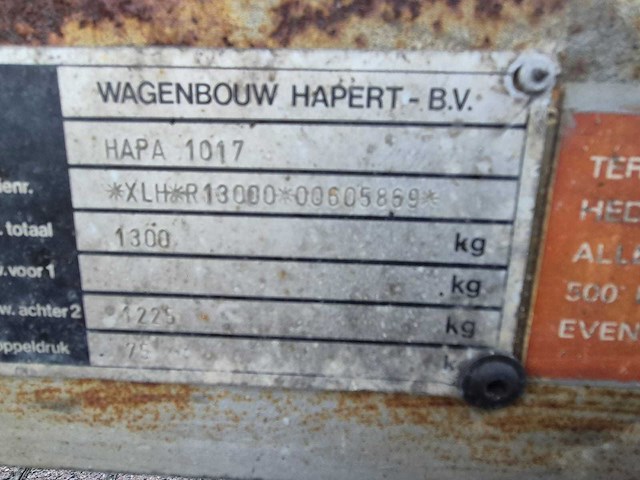 WAGENBOUW HAPERT - B.V.
HAPA 1017
ienr. *XLH*R13000*00605869*
. totaal 1300 kg
w.voor 1 .kg
w. achter 2 1225 kg
oppeldruk 75 k
TER
HED
ALL
500
EVEN